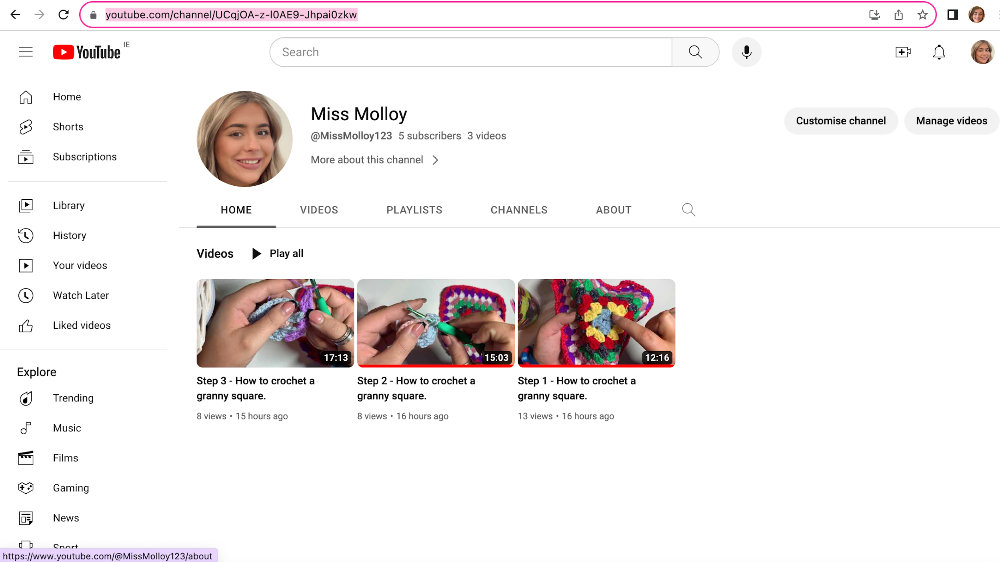 youtube.com/channel/UCqjOA-z-l0AE9-Jhpai0zkw
YouTube IE
Search
Home
Shorts
Subscriptions
Library
History
Your videos
Watch Later
Liked videos
Explore
Trending
Music
Films
Gaming
News
Sport
Miss Molloy
@MissMolloy123 5 subscribers 3 videos
More about this channel
Customise channel
Manage videos
HOME VIDEOS PLAYLISTS CHANNELS ABOUT
Videos Play all
17:13
Step 3 - How to crochet a
granny square.
8 views • 15 hours ago
15:03
Step 2 - How to crochet a
granny square.
8 views • 16 hours ago
12:16
Step 1 - How to crochet a
granny square.
13 views • 16 hours ago
https://www.youtube.com/@MissMolloy123/about